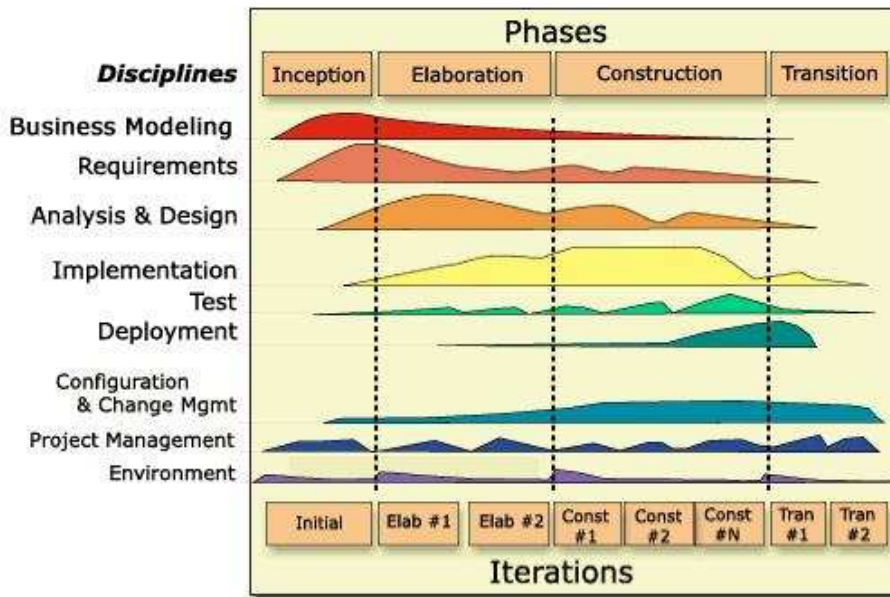 Phases
Disciplines
Inception
Elaboration
Construction
Transition
Business Modeling
Requirements
Analysis & Design
Implementation
Test
Deployment
Configuration
& Change Mgmt
Project Management
Environment
Initial
Elab #1
Elab #2
Const
#1
Const
#2
Const
#N
Tran
#1
Tran
#2
Iterations